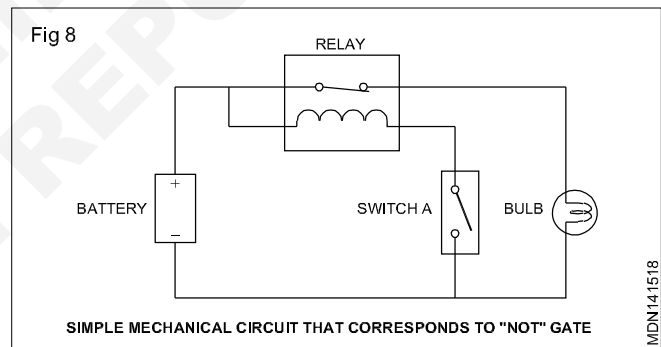 Fig 8
RELAY
+
BATTERY
−
SWITCH A
BULB
SIMPLE MECHANICAL CIRCUIT THAT CORRESPONDS TO "NOT" GATE
MDN141518